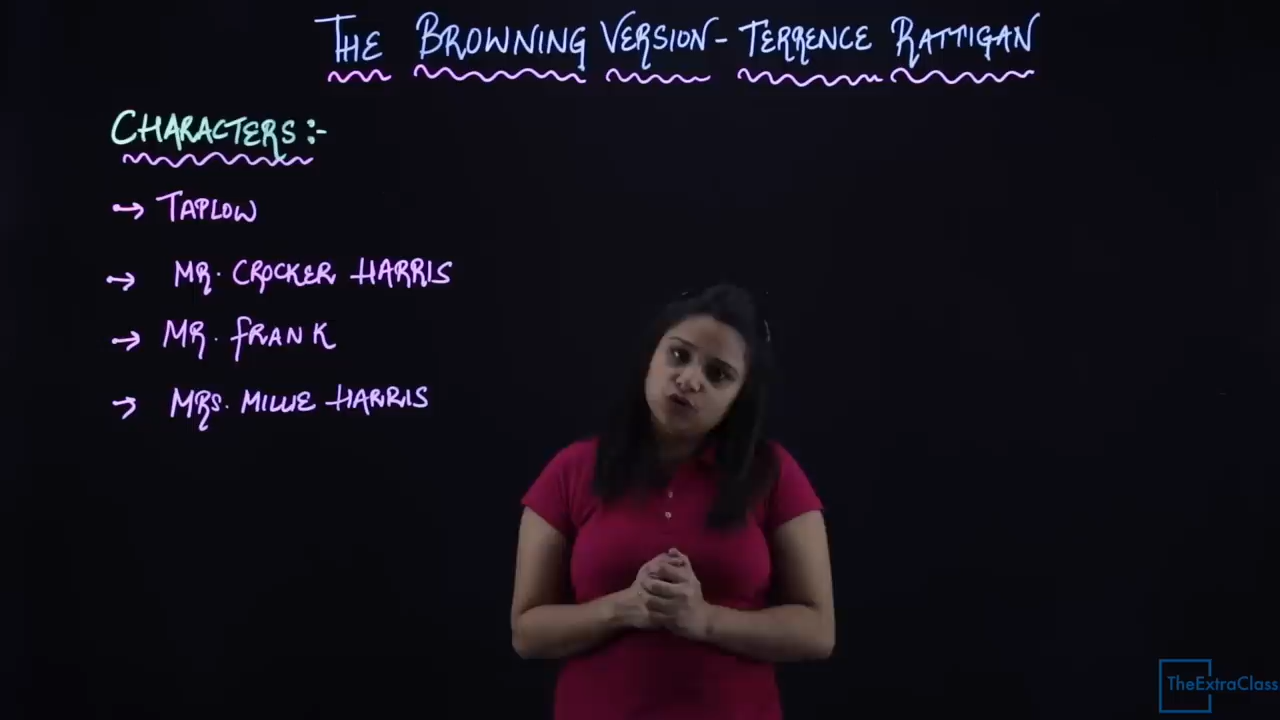 THE BROWNING VERSION - TERRENCE RATTIGAN
CHARACTERS :-
→ TAPLOW
→ MR. CROCKER HARRIS
→ MR. FRANK
→ MRS. MILLIE HARRIS
TheExtraClass